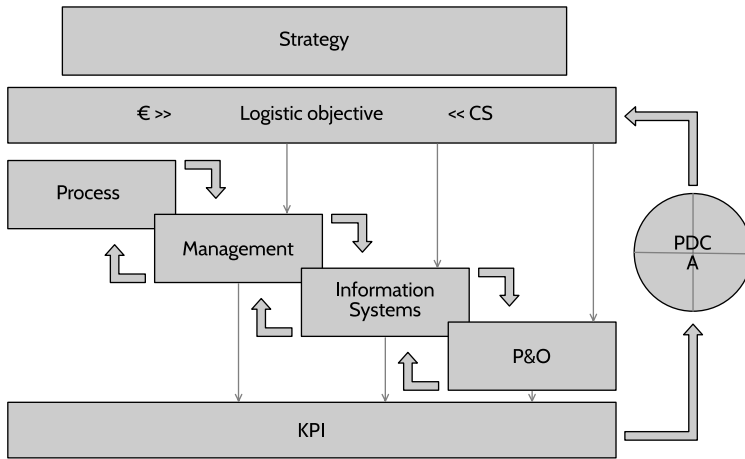 Strategy
€ >> Logistic objective << CS
Process
Management
Information
Systems
P&O
PDC
A
KPI